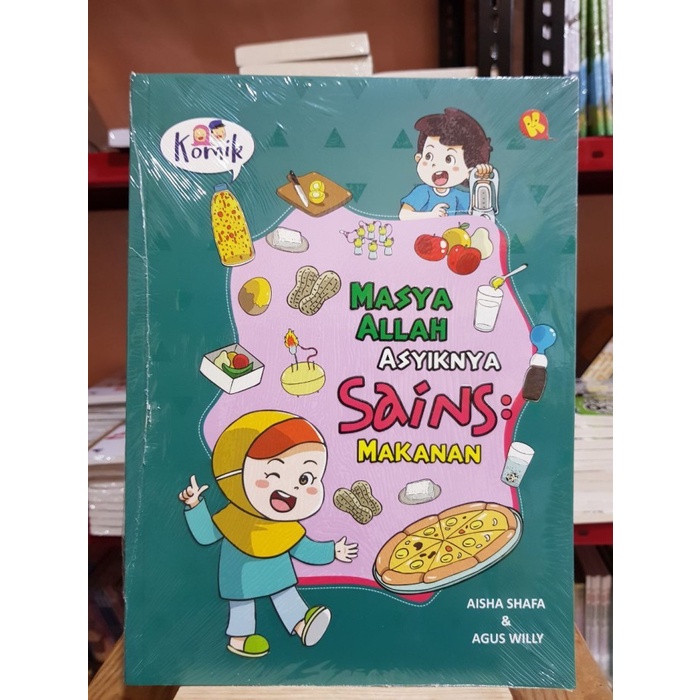 Komik
K
MASYA
ALLAH
ASYIKNYA
SAiNS:
MAKANAN
AISHA SHAFA
&
AGUS WILLY